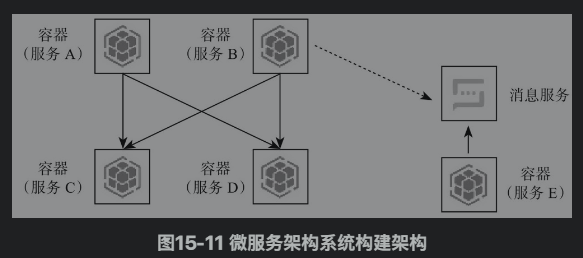 容器
（服务 A）
容器
（服务 B）
消息服务
容器
（服务 C）
容器
（服务 D）
容器
（服务 E）
图15-11 微服务架构系统构建架构